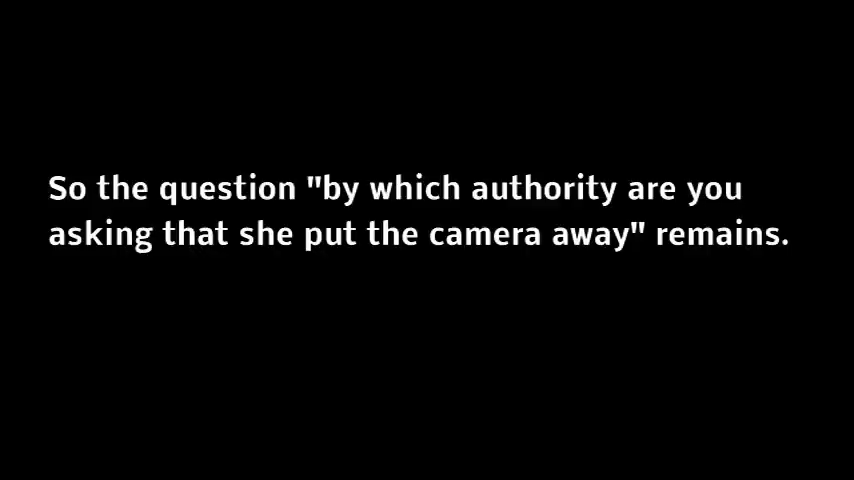 So the question "by which authority are you
asking that she put the camera away" remains.